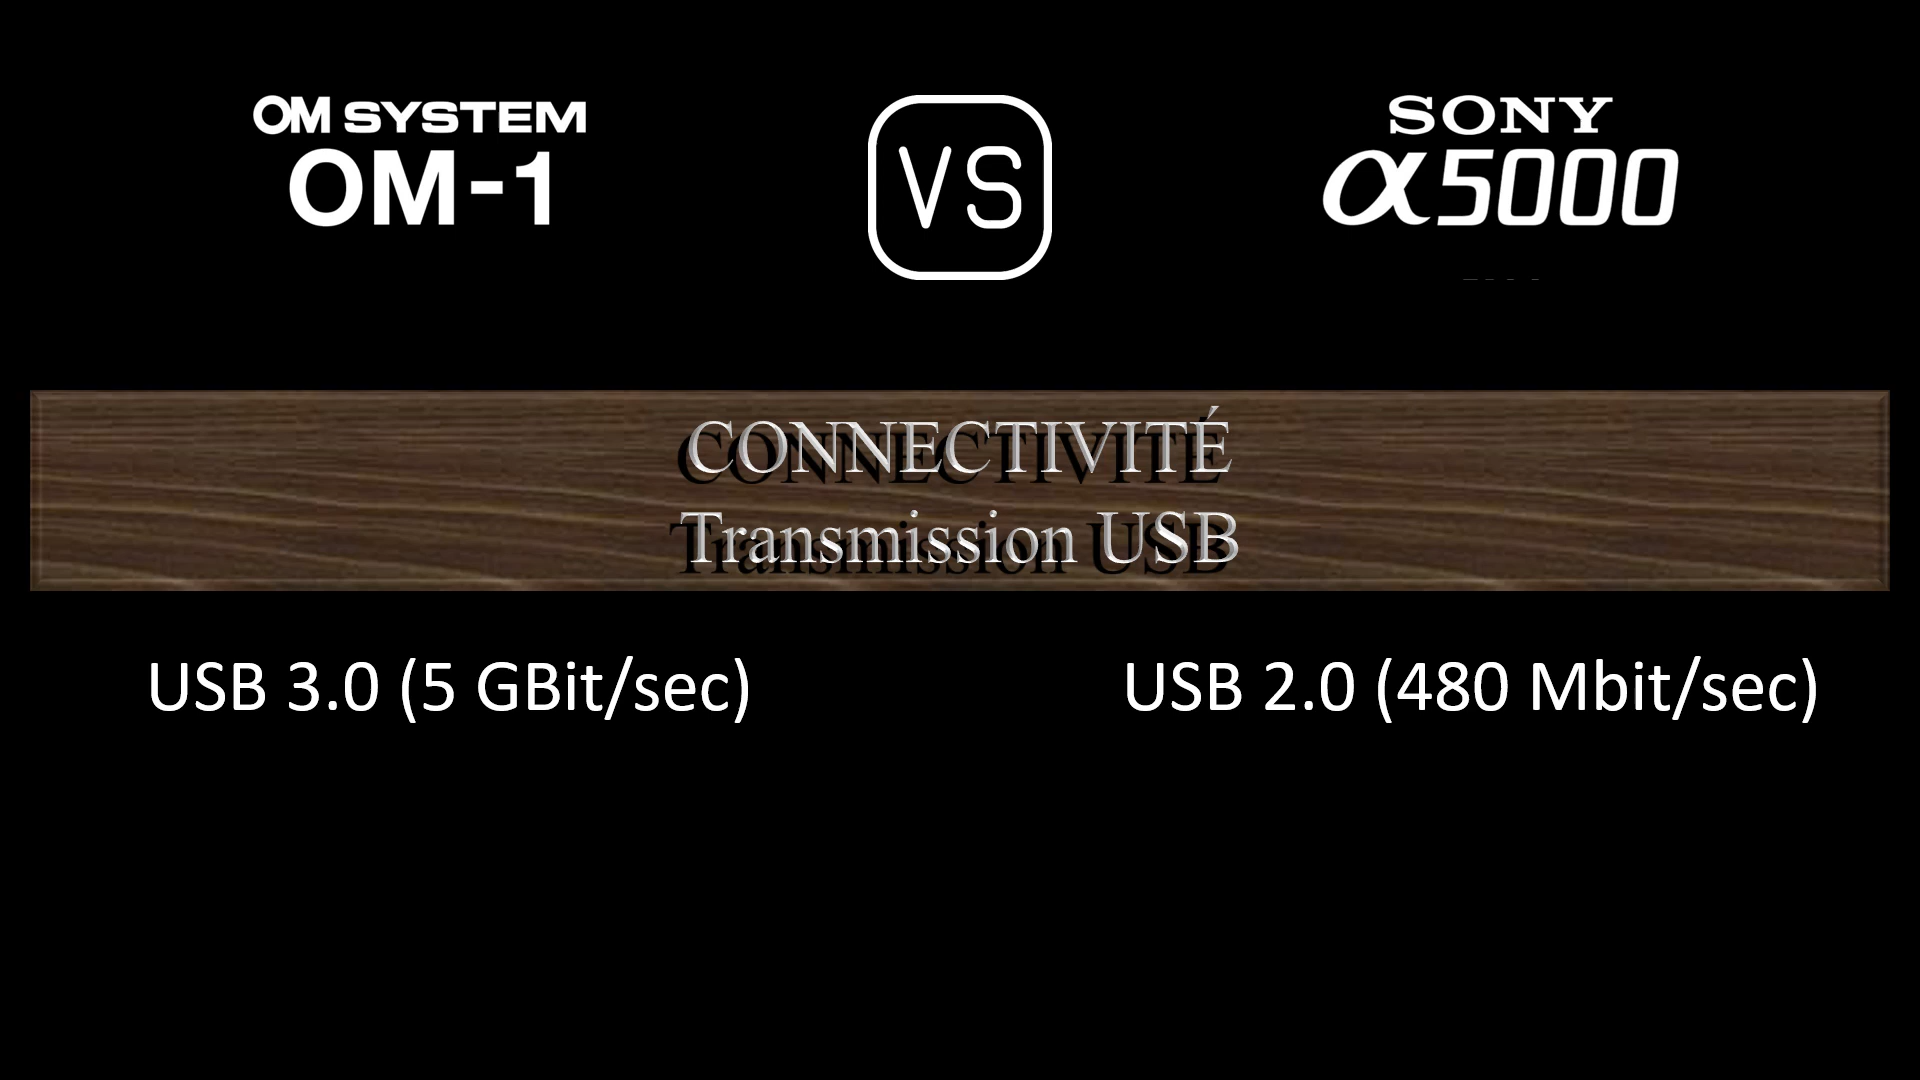 OM SYSTEM
OM-1
VS
SONY
α5000
CONNECTIVITÉ
Transmission USB
USB 3.0 (5 GBit/sec)
USB 2.0 (480 Mbit/sec)